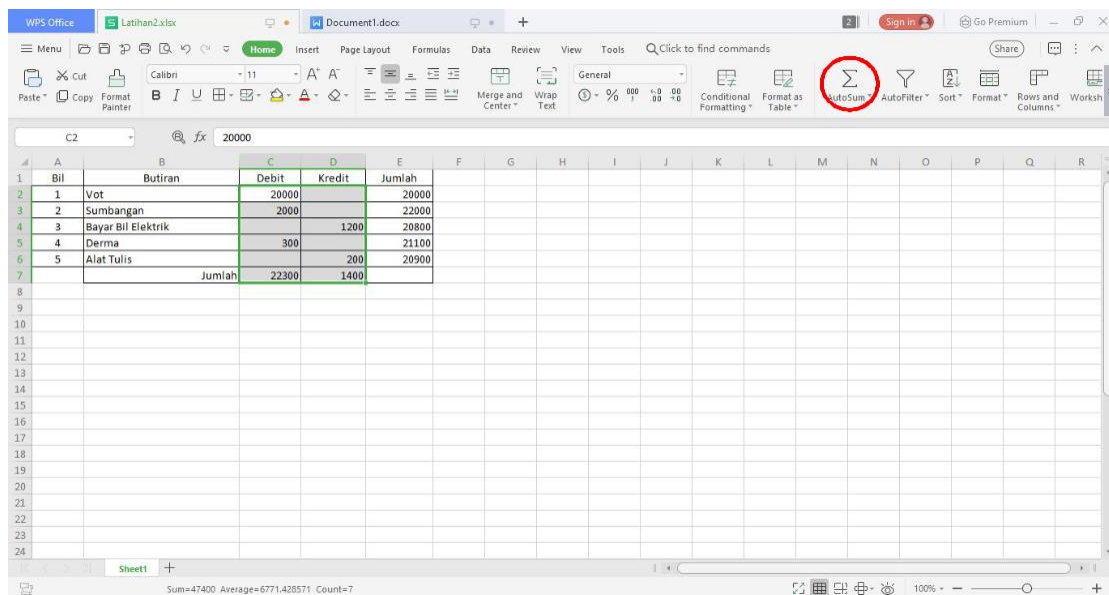 WPS Office Latihan2.xlsx Document1.docx + 2 Sign in Go Premium
Menu Home Insert Page Layout Formulas Data Review View Tools Click to find commands Share
Paste Cut Copy Format Painter Calibri 11 A+ A- B I U A Merge and Center Wrap Text General % 000 Conditional Formatting Format as Table AutoSum AutoFilter Sort Format Rows and Columns Worksh
C2 fx 20000
A B C D E F G H I J K L M N O P Q R
1 Bil Butiran Debit Kredit Jumlah
2 1 Vot 20000 20000
3 2 Sumbangan 2000 22000
4 3 Bayar Bil Elektrik 1200 20800
5 4 Derma 300 21100
6 5 Alat Tulis 200 20900
7 Jumlah 22300 1400
8
9
10
11
12
13
14
15
16
17
18
19
20
21
22
23
24
Sheet1 +
Sum=47400 Average=6771.428571 Count=7 100% - +